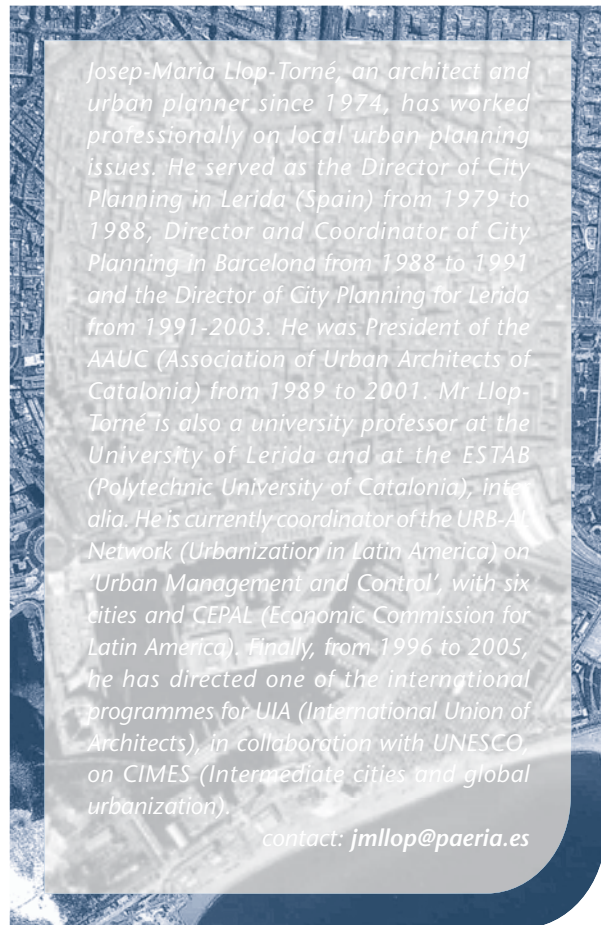 Josep-Maria Llop-Torné, an architect and
urban planner since 1974, has worked
professionally on local urban planning
issues. He served as the Director of City
Planning in Lerida (Spain) from 1979 to
1988, Director and Coordinator of City
Planning in Barcelona from 1988 to 1991
and the Director of City Planning for Lerida
from 1991-2003. He was President of the
AAUC (Association of Urban Architects of
Catalonia) from 1989 to 2001. Mr Llop-
Torné is also a university professor at the
University of Lerida and at the ESTAB
(Polytechnic University of Catalonia), inter
alia. He is currently coordinator of the URB-AL
Network (Urbanization in Latin America) on
'Urban Management and Control', with six
cities and CEPAL (Economic Commission for
Latin America). Finally, from 1996 to 2005,
he has directed one of the international
programmes for UIA (International Union of
Architects), in collaboration with UNESCO,
on CIMES (Intermediate cities and global
urbanization).
contact: jmllop@paeria.es